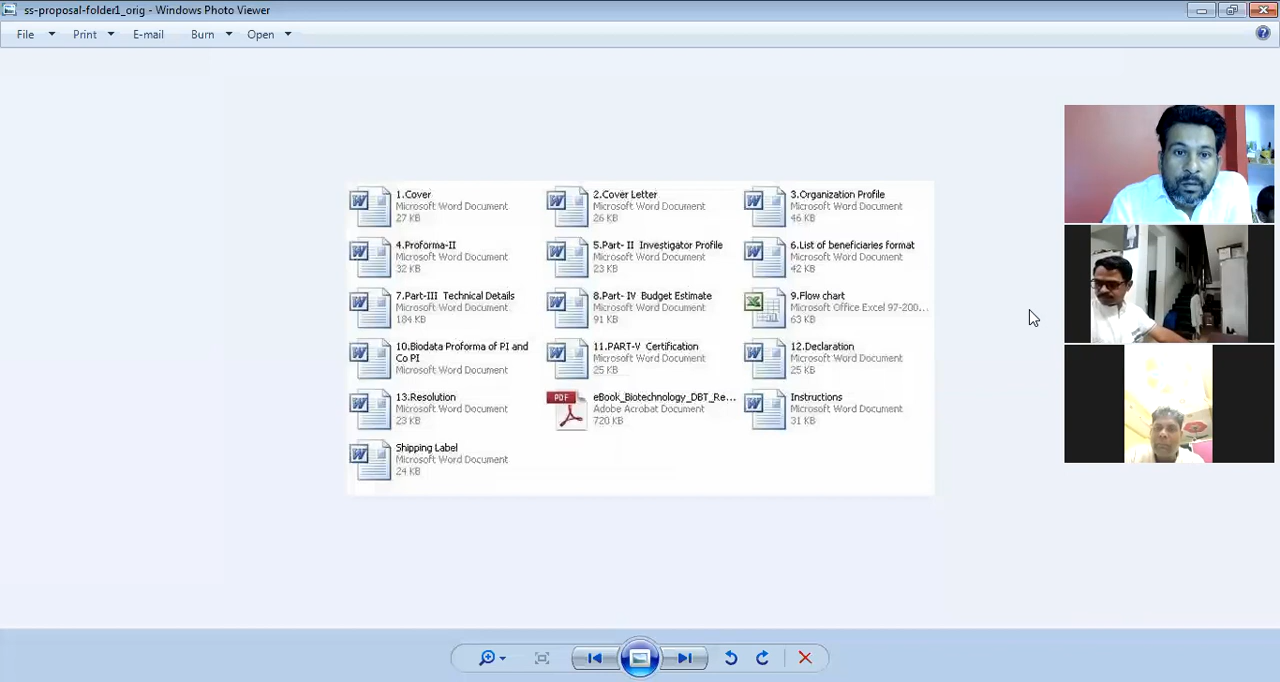 ss-proposal-folder1_orig - Windows Photo Viewer
File Print E-mail Burn Open
1.Cover
Microsoft Word Document
27 KB
2.Cover Letter
Microsoft Word Document
26 KB
3.Organization Profile
Microsoft Word Document
46 KB
4.Proforma-II
Microsoft Word Document
32 KB
5.Part- II Investigator Profile
Microsoft Word Document
23 KB
6.List of beneficiaries format
Microsoft Word Document
42 KB
7.Part-III Technical Details
Microsoft Word Document
184 KB
8.Part- IV Budget Estimate
Microsoft Word Document
91 KB
9.Flow chart
Microsoft Office Excel 97-200...
63 KB
10.Biodata Proforma of PI and
Co PI
Microsoft Word Document
11.PART-V Certification
Microsoft Word Document
25 KB
12.Declaration
Microsoft Word Document
25 KB
13.Resolution
Microsoft Word Document
23 KB
PDF
eBook_Biotechnology_DBT_Re...
Adobe Acrobat Document
720 KB
Instructions
Microsoft Word Document
31 KB
Shipping Label
Microsoft Word Document
24 KB